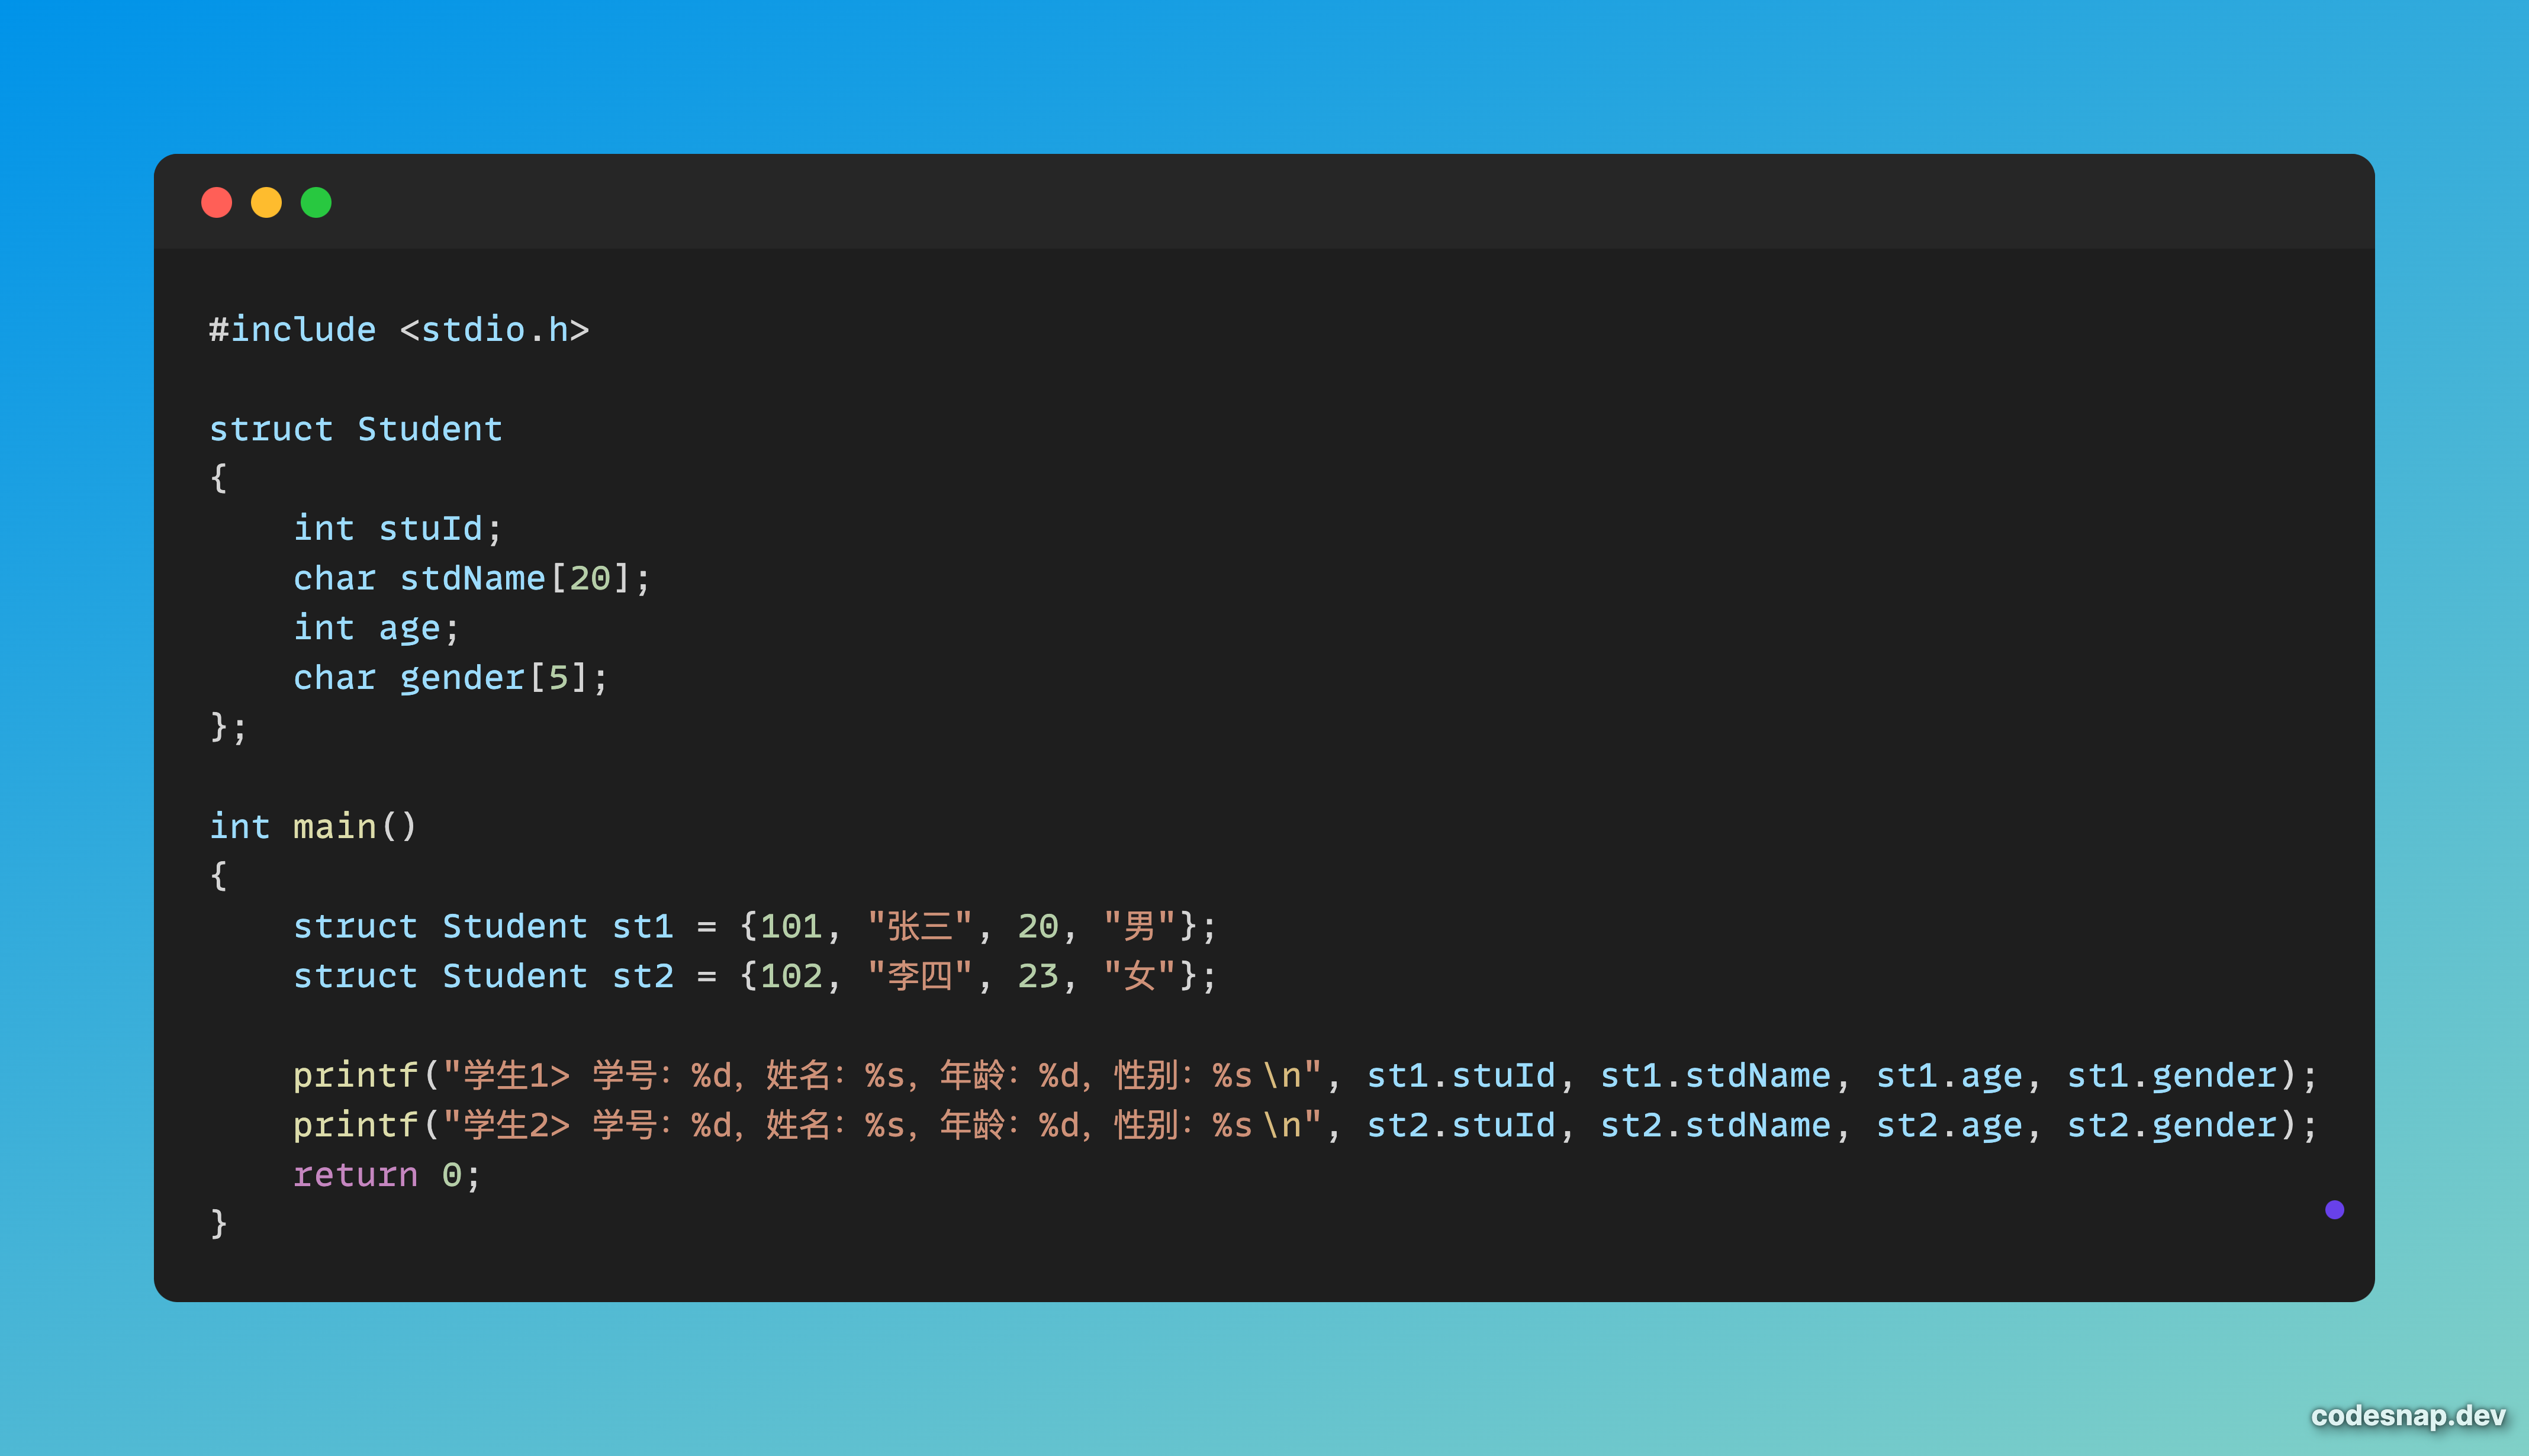 #include <stdio.h>
struct Student
{
    int stuId;
    char stdName[20];
    int age;
    char gender[5];
};
int main()
{
    struct Student st1 = {101, "张三", 20, "男"};
    struct Student st2 = {102, "李四", 23, "女"};
    printf("学生1> 学号：%d，姓名：%s，年龄：%d，性别：%s\n", st1.stuId, st1.stdName, st1.age, st1.gender);
    printf("学生2> 学号：%d，姓名：%s，年龄：%d，性别：%s\n", st2.stuId, st2.stdName, st2.age, st2.gender);
    return 0;
}
codesnap.dev